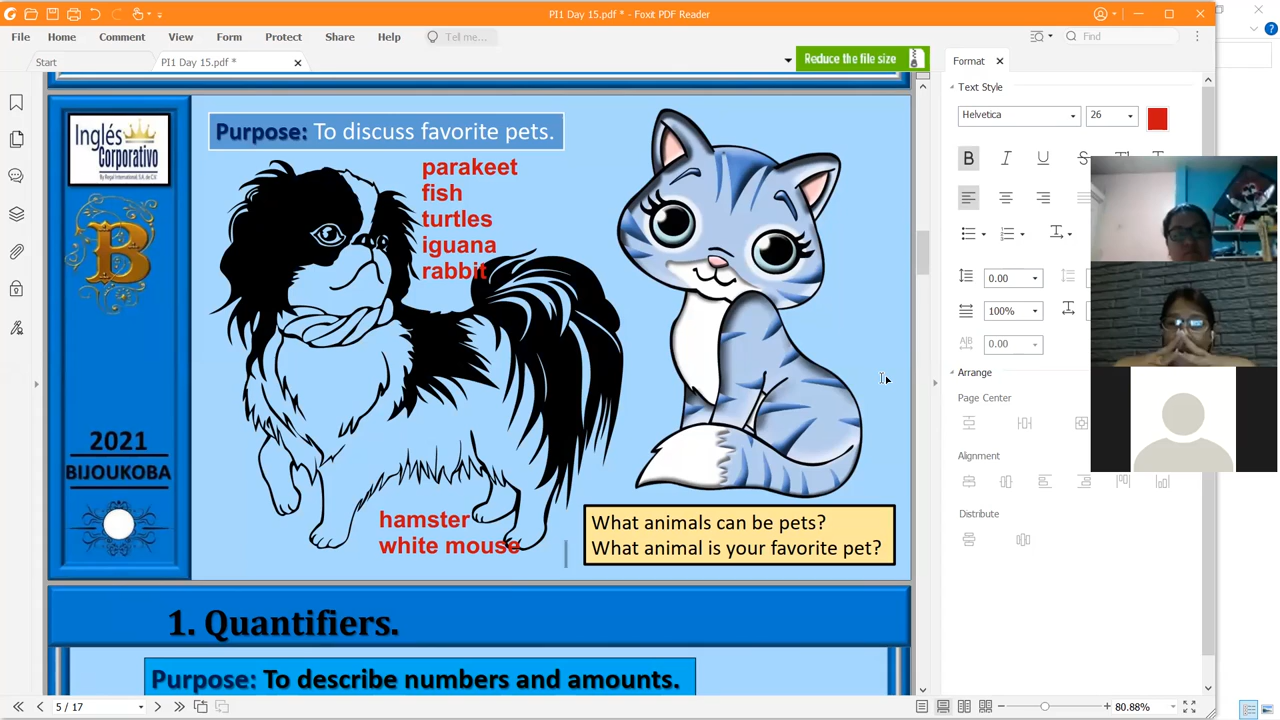 PI1 Day 15.pdf * - Foxit PDF Reader
File Home Comment View Form Protect Share Help Tell me... Find
Start PI1 Day 15.pdf * Reduce the file size
Format
Text Style
Helvetica 26
B I U S
0.00
100%
0.00
Arrange
Page Center
Alignment
Distribute
Inglés
Corporativo
By Regal International, S.A. de C.V.
B
2021
BIJOUKOBA
Purpose: To discuss favorite pets.
parakeet
fish
turtles
iguana
rabbit
hamster
white mouse
What animals can be pets?
What animal is your favorite pet?
1. Quantifiers.
Purpose: To describe numbers and amounts.
5 / 17 80.88%